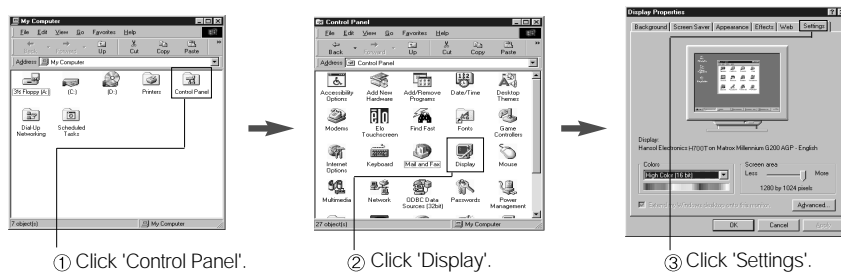 My Computer
File Edit View Go Favorites Help
Back Forward Up Cut Copy Paste
Address My Computer
3½ Floppy (A:) (C:) (D:) Printers Control Panel
Dial-Up Networking Scheduled Tasks
7 object(s) My Computer
① Click 'Control Panel'.
Control Panel
File Edit View Go Favorites Help
Back Forward Up Cut Copy Paste
Address Control Panel
Accessibility Options Add New Hardware Add/Remove Programs Date/Time Desktop Themes
Modems Elo Touchscreen Find Fast Fonts Game Controllers
Internet Options Keyboard Mail and Fax Display Mouse
Multimedia Network ODBC Data Sources (32bit) Passwords Power Management
27 object(s) My Computer
② Click 'Display'.
Display Properties
Background Screen Saver Appearance Effects Web Settings
Display:
Hansol Electronics H700T on Matrox Millennium G200 AGP - English
Colors
High Color (16 bit)
Screen area
Less More
1280 by 1024 pixels
Advanced...
OK Cancel Apply
③ Click 'Settings'.